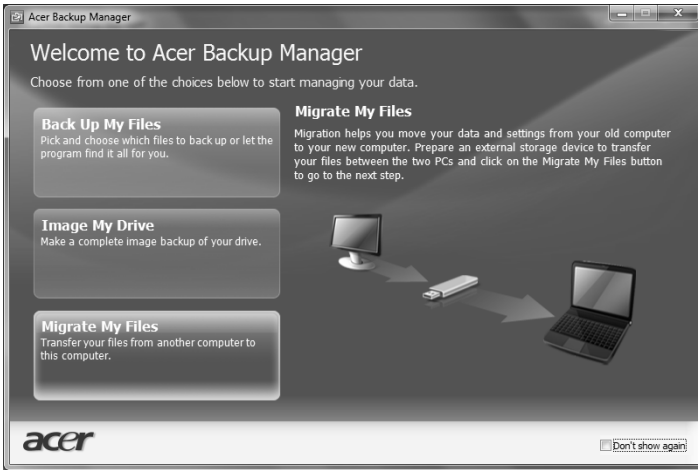 Acer Backup Manager
Welcome to Acer Backup Manager
Choose from one of the choices below to start managing your data.
Back Up My Files
Pick and choose which files to back up or let the
program find it all for you.
Image My Drive
Make a complete image backup of your drive.
Migrate My Files
Transfer your files from another computer to
this computer.
Migrate My Files
Migration helps you move your data and settings from your old computer
to your new computer. Prepare an external storage device to transfer
your files between the two PCs and click on the Migrate My Files button
to go to the next step.
acer
Don't show again